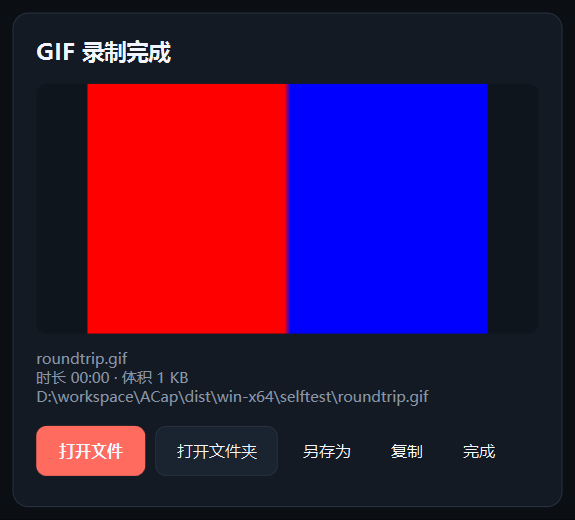 GIF 录制完成
roundtrip.gif
时长 00:00 · 体积 1 KB
D:\workspace\ACap\dist\win-x64\selftest\roundtrip.gif
打开文件 打开文件夹 另存为 复制 完成